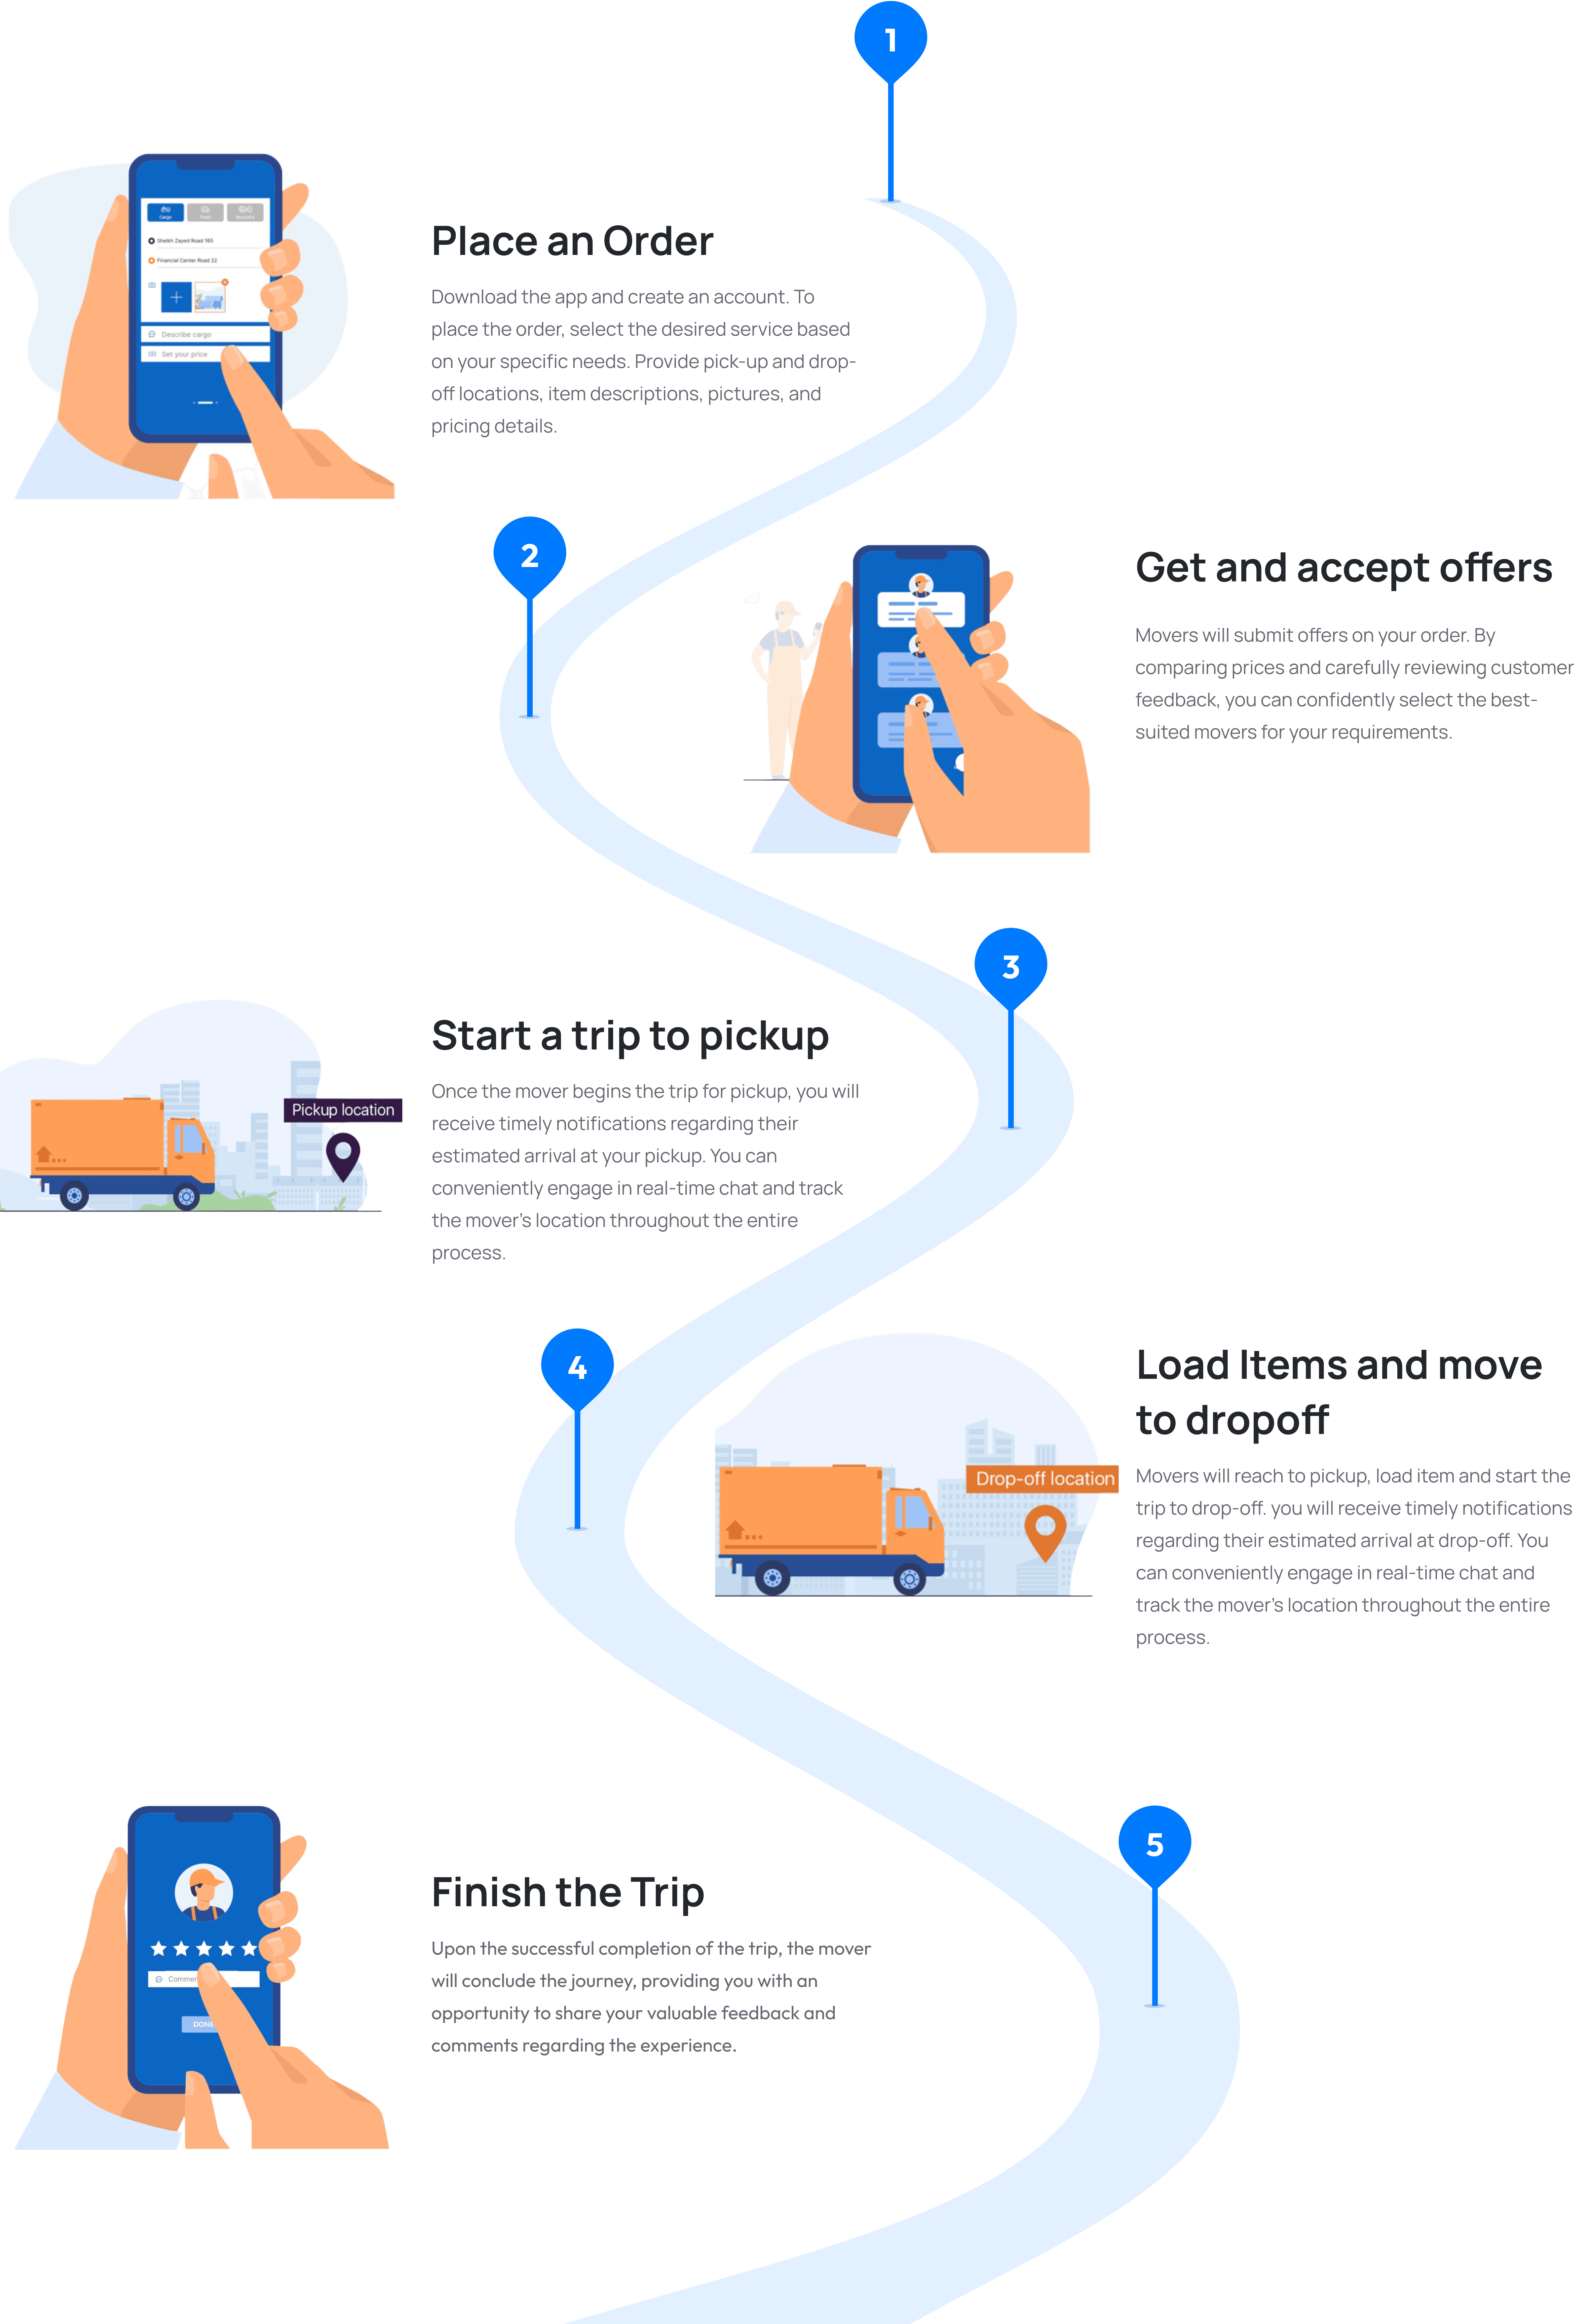 1
Cargo
Truck
Recovery
Sheikh Zayed Road 165
Financial Center Road 22
Describe cargo
Set your price
Place an Order
Download the app and create an account. To
place the order, select the desired service based
on your specific needs. Provide pick-up and drop-
off locations, item descriptions, pictures, and
pricing details.
2
Get and accept offers
Movers will submit offers on your order. By
comparing prices and carefully reviewing customer
feedback, you can confidently select the best-
suited movers for your requirements.
3
Pickup location
Start a trip to pickup
Once the mover begins the trip for pickup, you will
receive timely notifications regarding their
estimated arrival at your pickup. You can
conveniently engage in real-time chat and track
the mover’s location throughout the entire
process.
4
Drop-off location
Load Items and move
to dropoff
Movers will reach to pickup, load item and start the
trip to drop-off. you will receive timely notifications
regarding their estimated arrival at drop-off. You
can conveniently engage in real-time chat and
track the mover’s location throughout the entire
process.
5
Commen
DONE
Finish the Trip
Upon the successful completion of the trip, the mover
will conclude the journey, providing you with an
opportunity to share your valuable feedback and
comments regarding the experience.